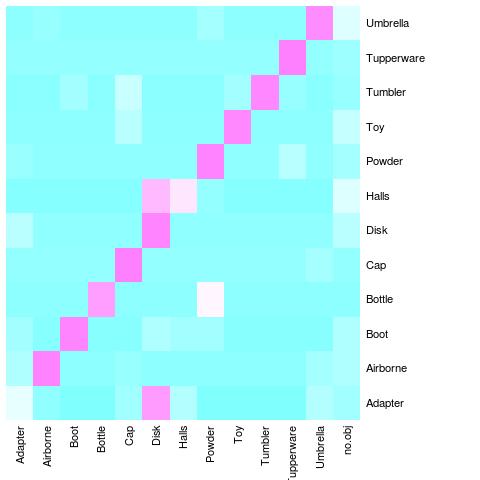 Umbrella
Tupperware
Tumbler
Toy
Powder
Halls
Disk
Cap
Bottle
Boot
Airborne
Adapter
Adapter
Airborne
Boot
Bottle
Cap
Disk
Halls
Powder
Toy
Tumbler
upperware
Umbrella
no.obj